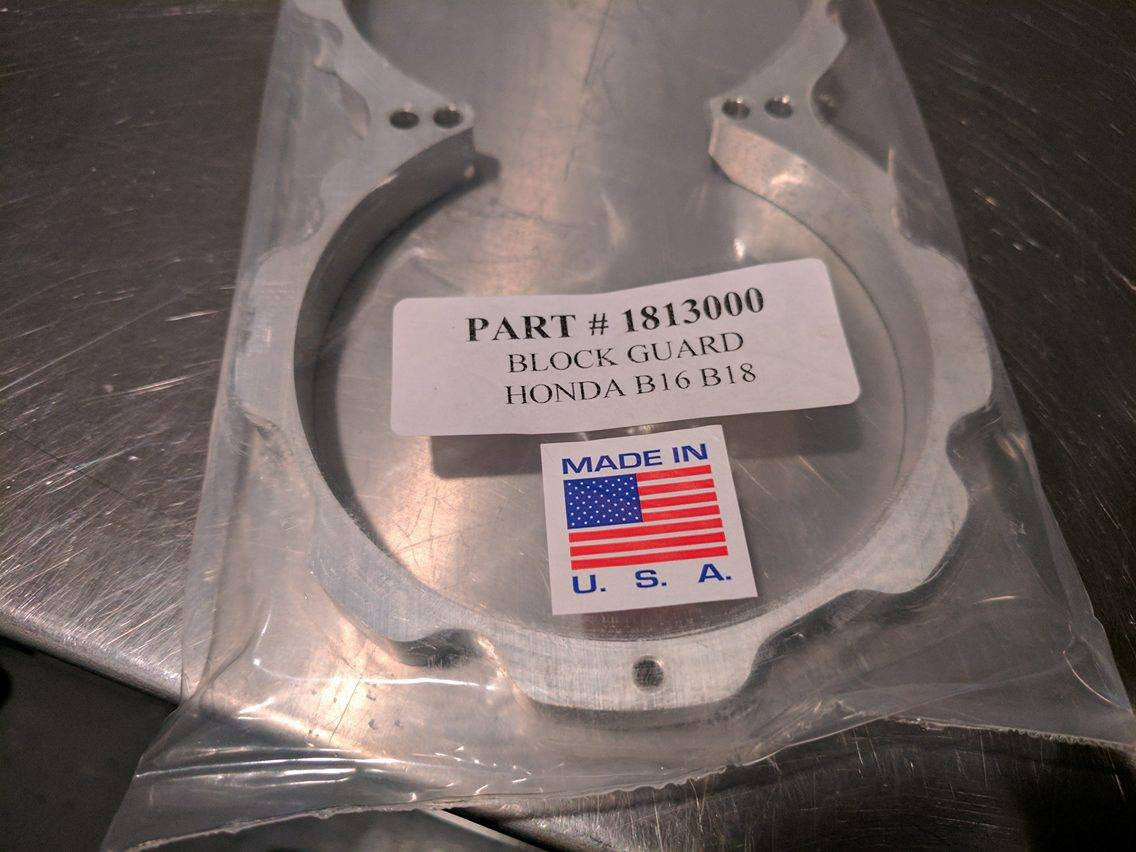 PART # 1813000
BLOCK GUARD
HONDA B16 B18
MADE IN
U. S. A.